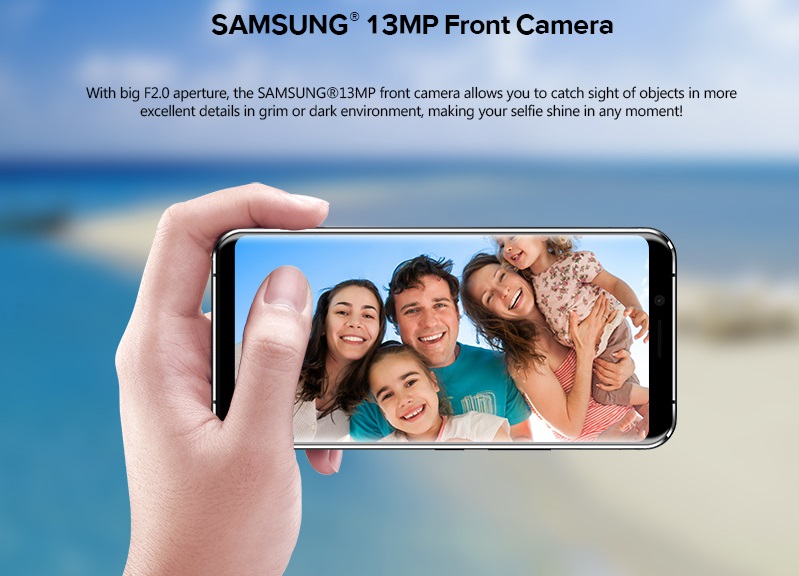 SAMSUNG® 13MP Front Camera
With big F2.0 aperture, the SAMSUNG®13MP front camera allows you to catch sight of objects in more
excellent details in grim or dark environment, making your selfie shine in any moment!